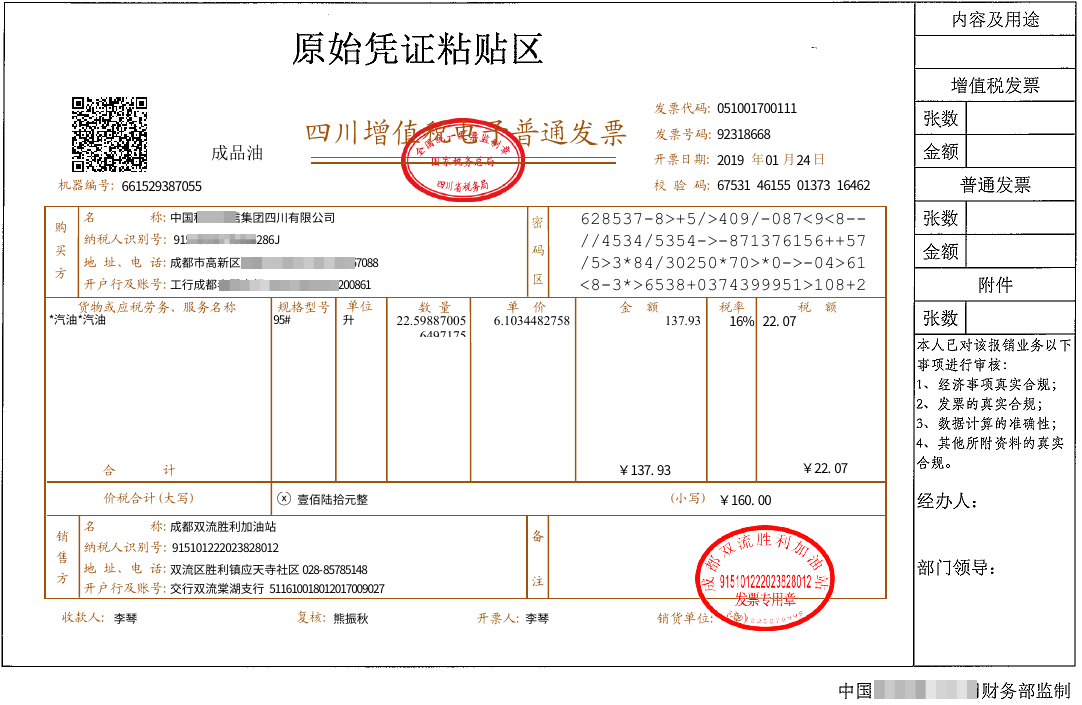 原始凭证粘贴区
四川增值税电子普通发票
成品油
全国统一发票监制章
国家税务总局
四川省税务局
机器编号: 661529387055
发票代码: 051001700111
发票号码: 92318668
开票日期: 2019 年01 月24日
校 验 码: 67531 46155 01373 16462
购买方
名 称: 中国 集团四川有限公司
纳税人识别号: 915 286J
地 址、电 话: 成都市高新区 7088
开户行及账号: 工行成都 200861
密码区
628537-8>+5/>409/-087<9<8--
//4534/5354->-871376156++57
/5>3*84/30250*70>*0->-04>61
<8-3*>6538+0374399951>108+2
货物或应税劳务、服务名称 规格型号 单位 数 量 单 价 金 额 税率 税 额
*汽油*汽油 95# 升 22.59887005 6.1034482758 137.93 16% 22.07
6497175
合 计 ￥137.93 ￥22.07
价税合计(大写) ⓧ 壹佰陆拾元整 (小写) ￥160.00
销售方
名 称: 成都双流胜利加油站
纳税人识别号: 915101222023828012
地 址、电 话: 双流区胜利镇应天寺社区 028-85785148
开户行及账号: 交行双流棠湖支行 511610018012017009027
备注
成都双流胜利加油站
915101222023828012
发票专用章
收款人: 李琴 复核: 熊振秋 开票人: 李琴 销货单位:
内容及用途
增值税发票
张数
金额
普通发票
张数
金额
附件
张数
本人已对该报销业务以下
事项进行审核:
1、经济事项真实合规;
2、发票的真实合规;
3、数据计算的准确性;
4、其他所附资料的真实
合规。
经办人:
部门领导:
中国 财务部监制